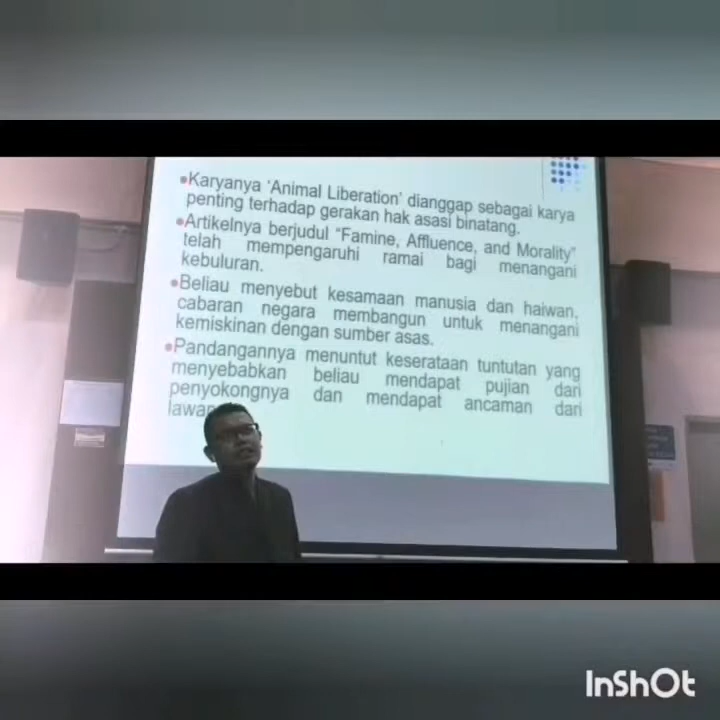 •Karyanya ‘Animal Liberation’ dianggap sebagai karya
penting terhadap gerakan hak asasi binatang.
•Artikelnya berjudul “Famine, Affluence, and Morality”
telah mempengaruhi ramai bagi menangani
kebuluran.
•Beliau menyebut kesamaan manusia dan haiwan,
cabaran negara membangun untuk menangani
kemiskinan dengan sumber asas.
•Pandangannya menuntut keserataan tuntutan yang
menyebabkan beliau mendapat pujian dari
penyokongnya dan mendapat ancaman dari
InShOt